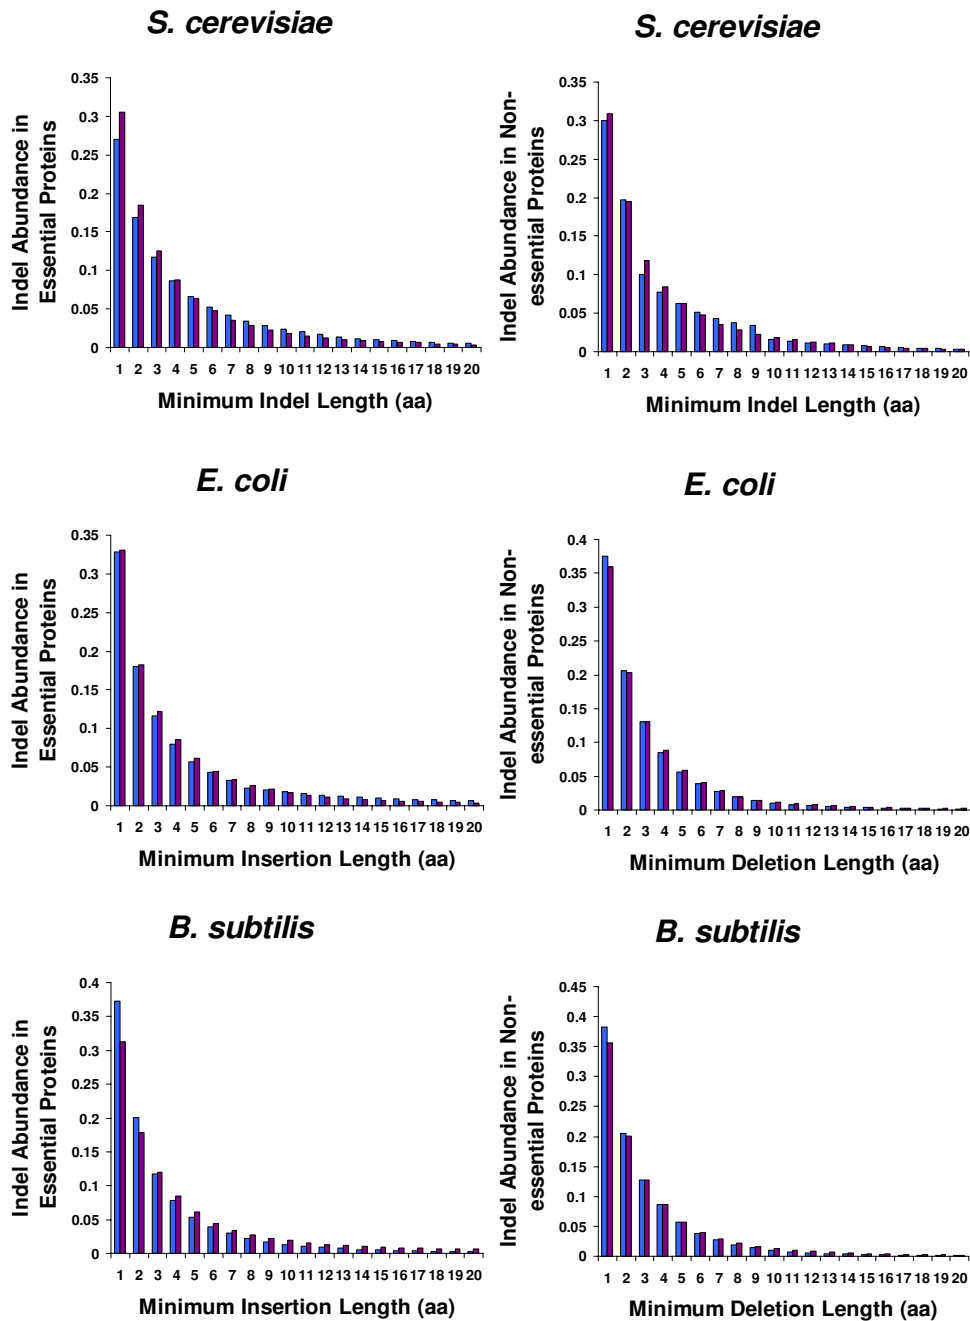 S. cerevisiae
Indel Abundance in
Essential Proteins
0.35
0.3
0.25
0.2
0.15
0.1
0.05
0
1 2 3 4 5 6 7 8 9 10 11 12 13 14 15 16 17 18 19 20
Minimum Indel Length (aa)
S. cerevisiae
Indel Abundance in Non-
essential Proteins
0.35
0.3
0.25
0.2
0.15
0.1
0.05
0
1 2 3 4 5 6 7 8 9 10 11 12 13 14 15 16 17 18 19 20
Minimum Indel Length (aa)
E. coli
Indel Abundance in
Essential Proteins
0.35
0.3
0.25
0.2
0.15
0.1
0.05
0
1 2 3 4 5 6 7 8 9 10 11 12 13 14 15 16 17 18 19 20
Minimum Insertion Length (aa)
E. coli
Indel Abundance in Non-
essential Proteins
0.4
0.35
0.3
0.25
0.2
0.15
0.1
0.05
0
1 2 3 4 5 6 7 8 9 10 11 12 13 14 15 16 17 18 19 20
Minimum Deletion Length (aa)
B. subtilis
Indel Abundance in
Essential Proteins
0.4
0.35
0.3
0.25
0.2
0.15
0.1
0.05
0
1 2 3 4 5 6 7 8 9 10 11 12 13 14 15 16 17 18 19 20
Minimum Insertion Length (aa)
B. subtilis
Indel Abundance in Non-
essential Proteins
0.45
0.4
0.35
0.3
0.25
0.2
0.15
0.1
0.05
0
1 2 3 4 5 6 7 8 9 10 11 12 13 14 15 16 17 18 19 20
Minimum Deletion Length (aa)